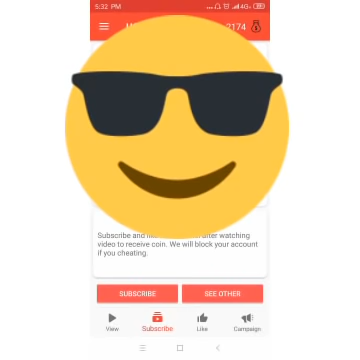 5:32 PM
4G+
2174
Subscribe and after watching
video to receive coin. We will block your account
if you cheating.
SUBSCRIBE
SEE OTHER
View
Subscribe
Like
Campaign